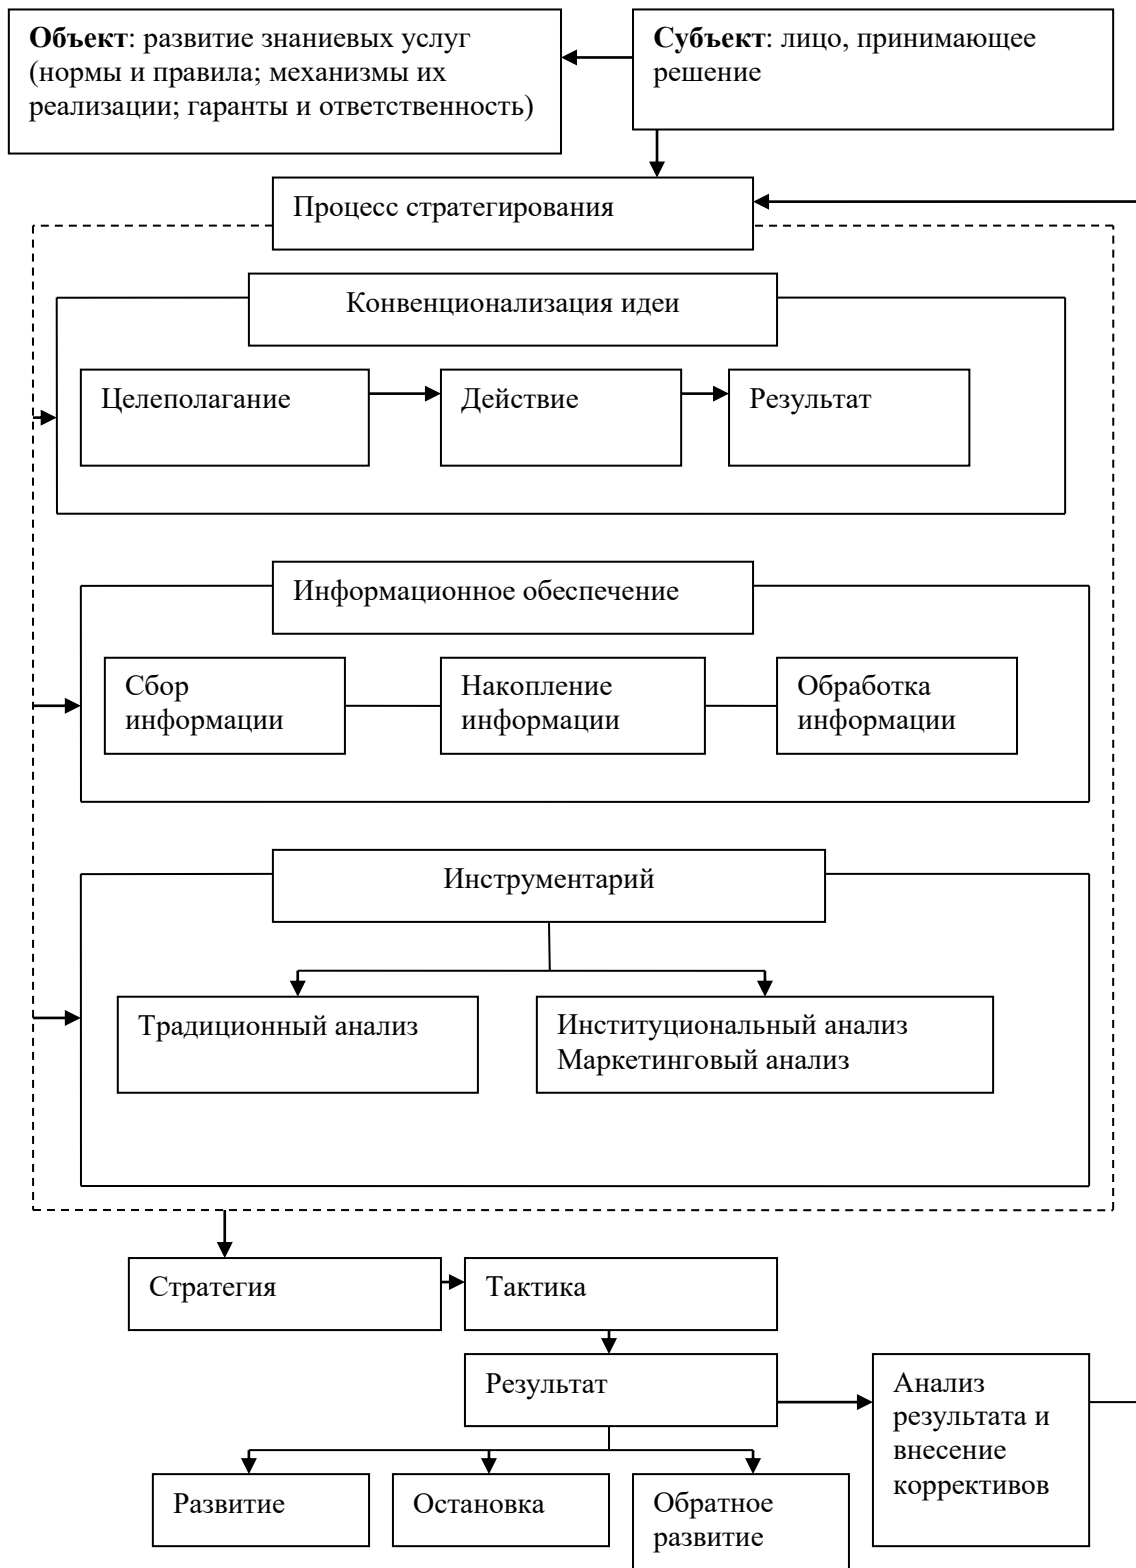 Объект: развитие знаниевых услуг
(нормы и правила; механизмы их
реализации; гаранты и ответственность)
Субъект: лицо, принимающее
решение
Процесс стратегирования
Конвенционализация идеи
Целеполагание
Действие
Результат
Информационное обеспечение
Сбор
информации
Накопление
информации
Обработка
информации
Инструментарий
Традиционный анализ
Институциональный анализ
Маркетинговый анализ
Стратегия
Тактика
Результат
Анализ
результата и
внесение
коррективов
Развитие
Остановка
Обратное
развитие